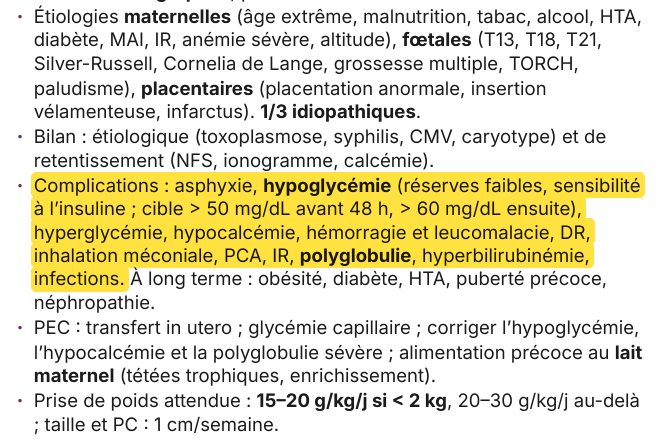 • Étiologies maternelles (âge extrême, malnutrition, tabac, alcool, HTA,
diabète, MAI, IR, anémie sévère, altitude), fœtales (T13, T18, T21,
Silver-Russell, Cornelia de Lange, grossesse multiple, TORCH,
paludisme), placentaires (placentation anormale, insertion
vélamenteuse, infarctus). 1/3 idiopathiques.
• Bilan : étiologique (toxoplasmose, syphilis, CMV, caryotype) et de
retentissement (NFS, ionogramme, calcémie).
• Complications : asphyxie, hypoglycémie (réserves faibles, sensibilité
à l’insuline ; cible > 50 mg/dL avant 48 h, > 60 mg/dL ensuite),
hyperglycémie, hypocalcémie, hémorragie et leucomalacie, DR,
inhalation méconiale, PCA, IR, polyglobulie, hyperbilirubinémie,
infections. À long terme : obésité, diabète, HTA, puberté précoce,
néphropathie.
• PEC : transfert in utero ; glycémie capillaire ; corriger l’hypoglycémie,
l’hypocalcémie et la polyglobulie sévère ; alimentation précoce au lait
maternel (tétées trophiques, enrichissement).
• Prise de poids attendue : 15–20 g/kg/j si < 2 kg, 20–30 g/kg/j au-delà
; taille et PC : 1 cm/semaine.